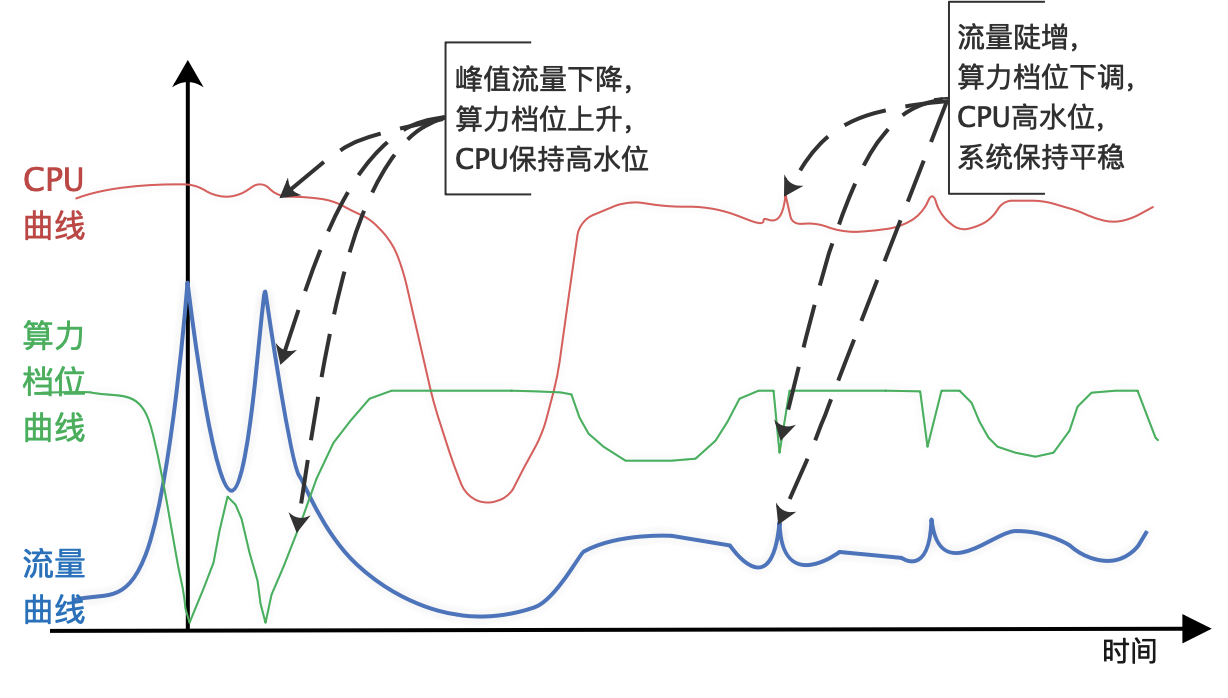 峰值流量下降，
算力档位上升，
CPU保持高水位
流量陡增，
算力档位下调，
CPU高水位，
系统保持平稳
CPU
曲线
算力
档位
曲线
流量
曲线
时间